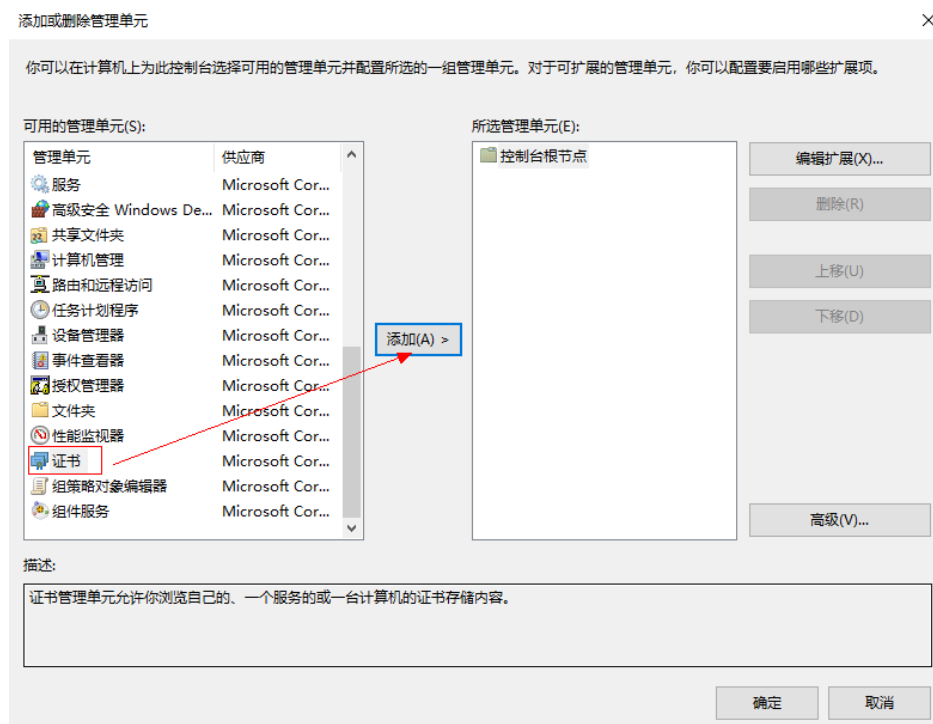 添加或删除管理单元
你可以在计算机上为此控制台选择可用的管理单元并配置所选的一组管理单元。对于可扩展的管理单元，你可以配置要启用哪些扩展项。
可用的管理单元(S):
管理单元 供应商
服务 Microsoft Cor...
高级安全 Windows De... Microsoft Cor...
共享文件夹 Microsoft Cor...
计算机管理 Microsoft Cor...
路由和远程访问 Microsoft Cor...
任务计划程序 Microsoft Cor...
设备管理器 Microsoft Cor...
事件查看器 Microsoft Cor...
授权管理器 Microsoft Cor...
文件夹 Microsoft Cor...
性能监视器 Microsoft Cor...
证书 Microsoft Cor...
组策略对象编辑器 Microsoft Cor...
组件服务 Microsoft Cor...
添加(A) >
所选管理单元(E):
控制台根节点
编辑扩展(X)...
删除(R)
上移(U)
下移(D)
高级(V)...
描述:
证书管理单元允许你浏览自己的、一个服务的或一台计算机的证书存储内容。
确定 取消